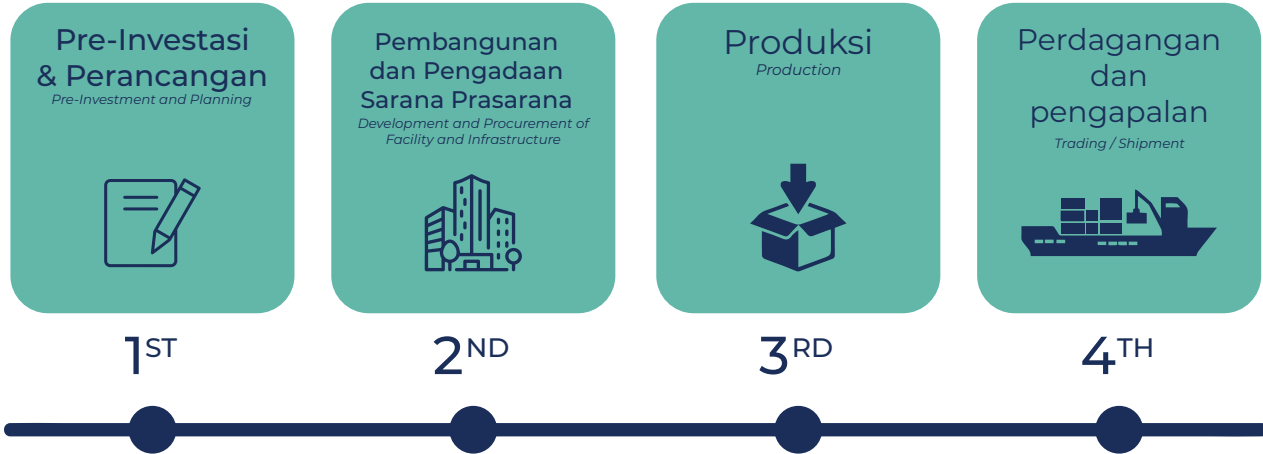 Pre-Investasi
& Perancangan
Pre-Investment and Planning
1ST
Pembangunan
dan Pengadaan
Sarana Prasarana
Development and Procurement of
Facility and Infrastructure
2ND
Produksi
Production
3RD
Perdagangan
dan
pengapalan
Trading / Shipment
4TH